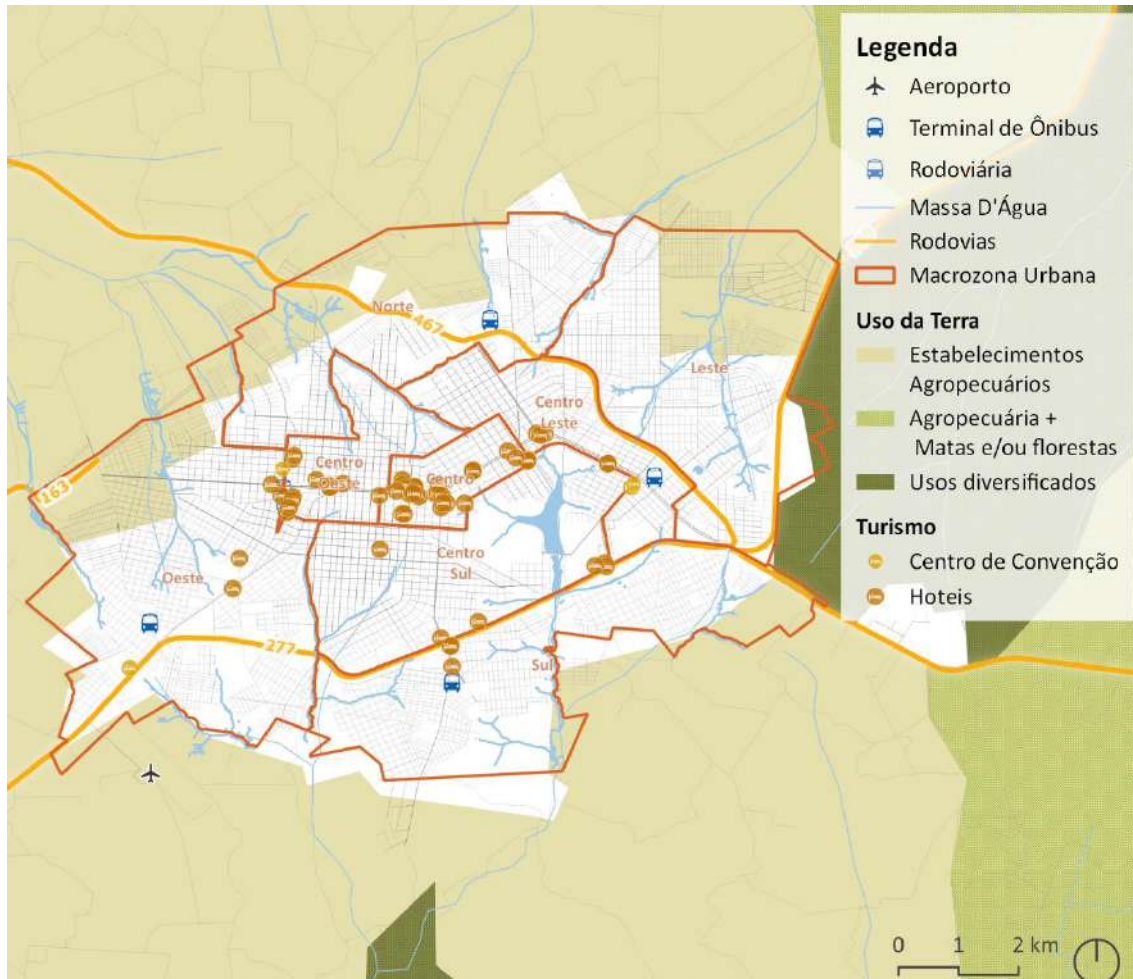 Legenda
Aeroporto
Terminal de Ônibus
Rodoviária
Massa D'Água
Rodovias
Macrozona Urbana
Uso da Terra
Estabelecimentos
Agropecuários
Agropecuária +
Matas e/ou florestas
Usos diversificados
Turismo
Centro de Convenção
Hoteis
Norte
467
Leste
Centro
Leste
Centro
Oeste
Centro
163
Centro
Sul
Oeste
277
Sul
0 1 2 km